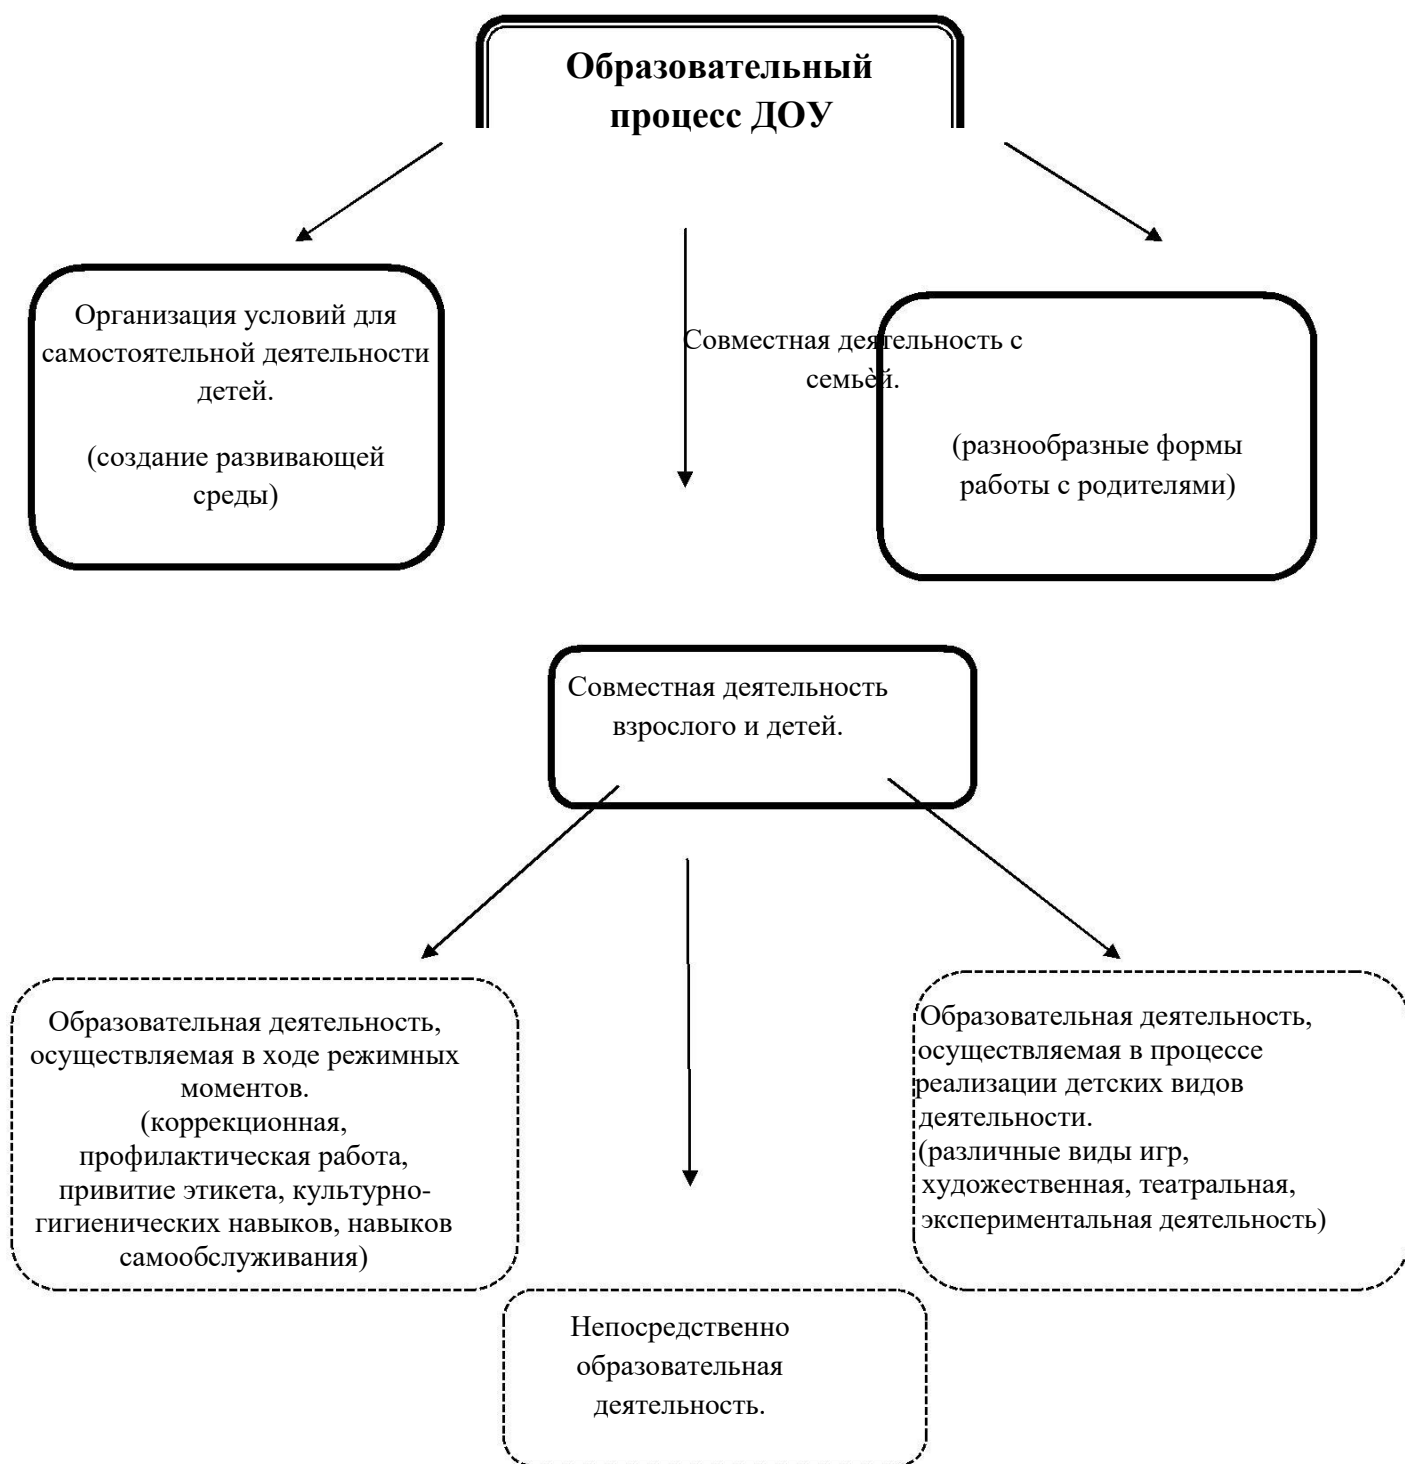 Образовательный
процесс ДОУ
Организация условий для
самостоятельной деятельности
детей.
(создание развивающей
среды)
Совместная деятельность с
семьѐй.
(разнообразные формы
работы с родителями)
Совместная деятельность
взрослого и детей.
Образовательная деятельность,
осуществляемая в ходе режимных
моментов.
(коррекционная,
профилактическая работа,
привитие этикета, культурно-
гигиенических навыков, навыков
самообслуживания)
Образовательная деятельность,
осуществляемая в процессе
реализации детских видов
деятельности.
(различные виды игр,
художественная, театральная,
экспериментальная деятельность)
Непосредственно
образовательная
деятельность.